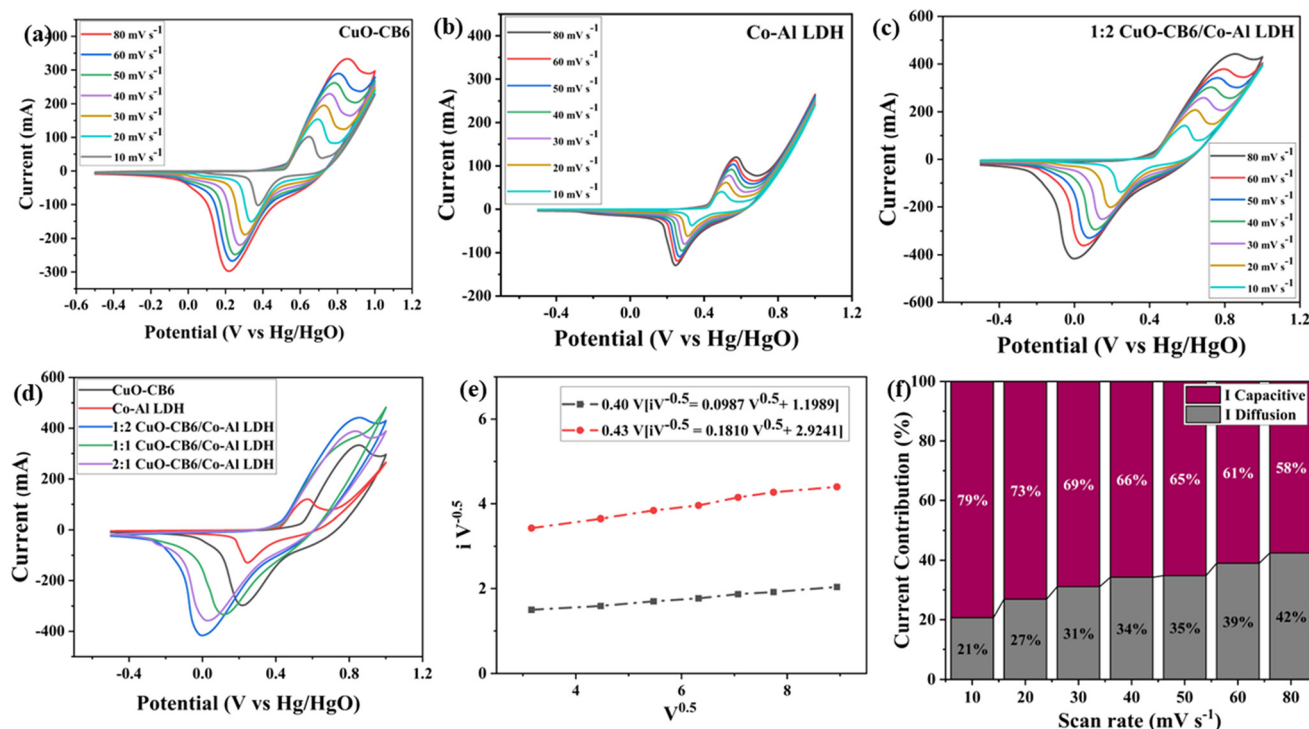 (a)
CuO-CB6
80 mV s⁻¹
60 mV s⁻¹
50 mV s⁻¹
40 mV s⁻¹
30 mV s⁻¹
20 mV s⁻¹
10 mV s⁻¹
Current (mA)
400
300
200
100
0
-100
-200
-300
-0.6 -0.4 -0.2 0.0 0.2 0.4 0.6 0.8 1.0 1.2
Potential (V vs Hg/HgO)
(b)
Co-Al LDH
80 mV s⁻¹
60 mV s⁻¹
50 mV s⁻¹
40 mV s⁻¹
30 mV s⁻¹
20 mV s⁻¹
10 mV s⁻¹
Current (mA)
400
300
200
100
0
-100
-200
-0.4 0.0 0.4 0.8 1.2
Potential (V vs Hg/HgO)
(c)
1:2 CuO-CB6/Co-Al LDH
80 mV s⁻¹
60 mV s⁻¹
50 mV s⁻¹
40 mV s⁻¹
30 mV s⁻¹
20 mV s⁻¹
10 mV s⁻¹
Current (mA)
600
400
200
0
-200
-400
-600
-0.4 0.0 0.4 0.8 1.2
Potential (V vs Hg/HgO)
(d)
CuO-CB6
Co-Al LDH
1:2 CuO-CB6/Co-Al LDH
1:1 CuO-CB6/Co-Al LDH
2:1 CuO-CB6/Co-Al LDH
Current (mA)
600
400
200
0
-200
-400
-0.4 0.0 0.4 0.8 1.2
Potential (V vs Hg/HgO)
(e)
0.40 V[iV⁻⁰·⁵= 0.0987 V⁰·⁵+ 1.1989]
0.43 V[iV⁻⁰·⁵= 0.1810 V⁰·⁵+ 2.9241]
i V⁻⁰·⁵
6
4
2
0
4 6 8
V⁰·⁵
(f)
I Capacitive
I Diffusion
Current Contribution (%)
100
80
60
40
20
0
79% 73% 69% 66% 65% 61% 58%
21% 27% 31% 34% 35% 39% 42%
10 20 30 40 50 60 80
Scan rate (mV s⁻¹)